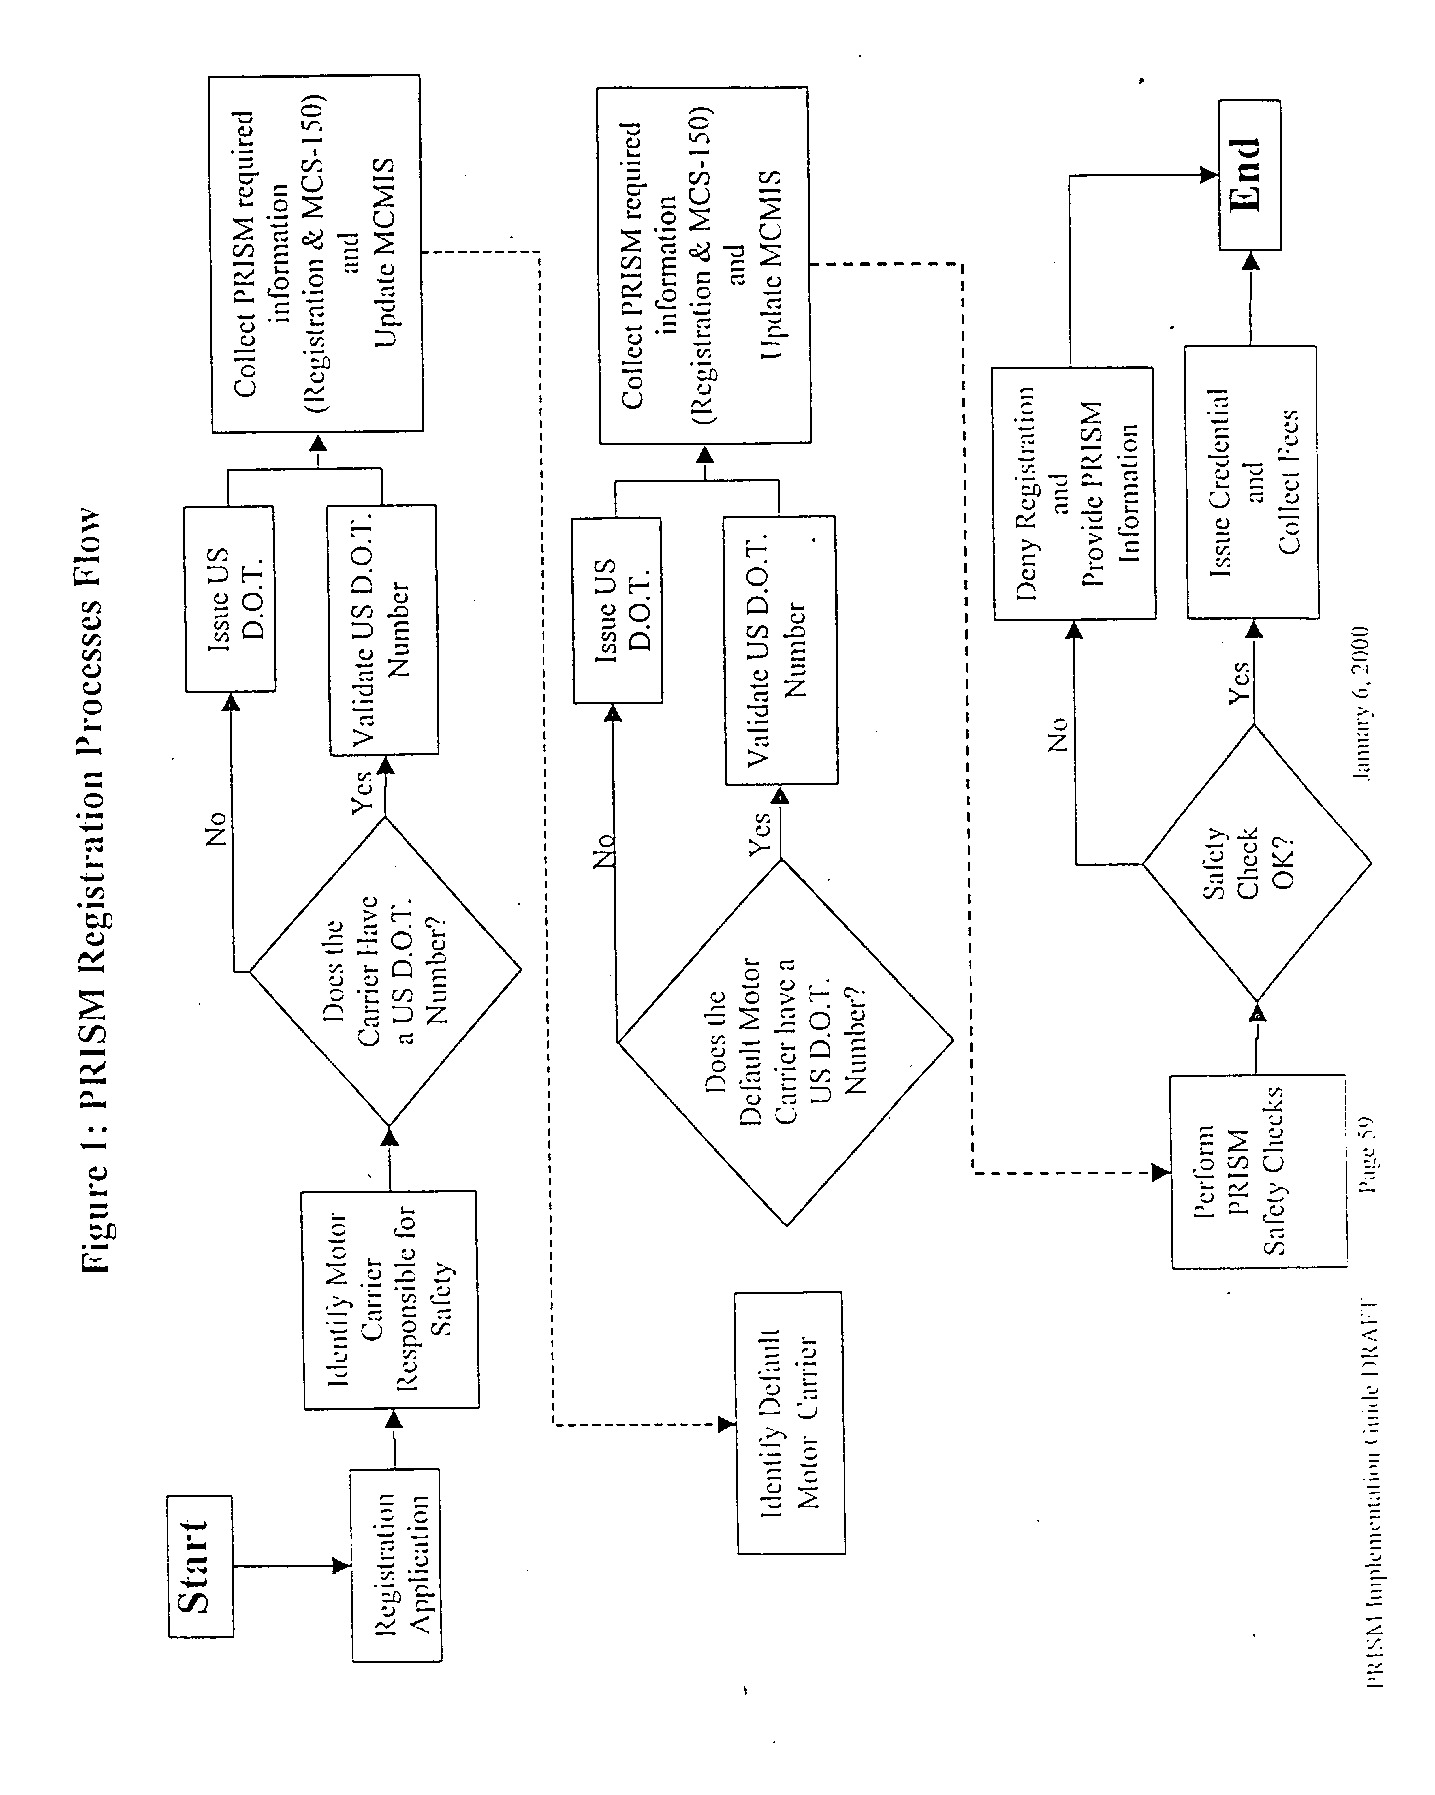 Figure 1: PRISM Registration Processes Flow
Start
Registration
Application
Identify Motor
Carrier
Responsible for
Safety
Does the
Carrier Have
a US D.O.T.
Number?
No
Yes
Issue US
D.O.T.
Validate US D.O.T.
Number
Collect PRISM required
information
(Registration & MCS-150)
and
Update MCMIS
Identify Default
Motor Carrier
Does the
Default Motor
Carrier have a
US D.O.T.
Number?
No
Yes
Issue US
D.O.T.
Validate US D.O.T.
Number
Collect PRISM required
information
(Registration & MCS-150)
and
Update MCMIS
Perform
PRISM
Safety Checks
Safety
Check
OK?
No
Yes
Deny Registration
and
Provide PRISM
Information
Issue Credential
and
Collect Fees
End
PRISM Implementation Guide DRAFT
Page 59
January 6, 2000